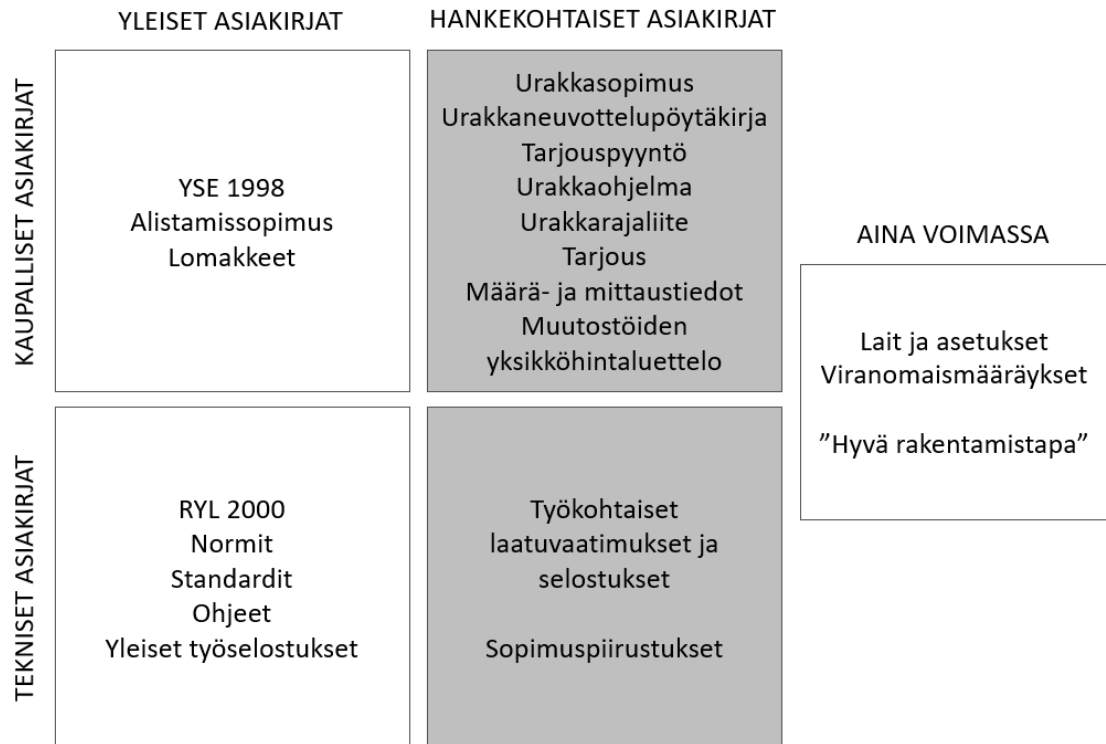 YLEISET ASIAKIRJAT
HANKEKOHTAISET ASIAKIRJAT
KAUPALLISET ASIAKIRJAT
YSE 1998
Alistamissopimus
Lomakkeet
Urakkasopimus
Urakkaneuvottelupöytäkirja
Tarjouspyyntö
Urakkaohjelma
Urakkarajaliite
Tarjous
Määrä- ja mittaustiedot
Muutostöiden
yksikköhintaluettelo
AINA VOIMASSA
Lait ja asetukset
Viranomaismääräykset
”Hyvä rakentamistapa”
TEKNISET ASIAKIRJAT
RYL 2000
Normit
Standardit
Ohjeet
Yleiset työselostukset
Työkohtaiset
laatuvaatimukset ja
selostukset
Sopimuspiirustukset